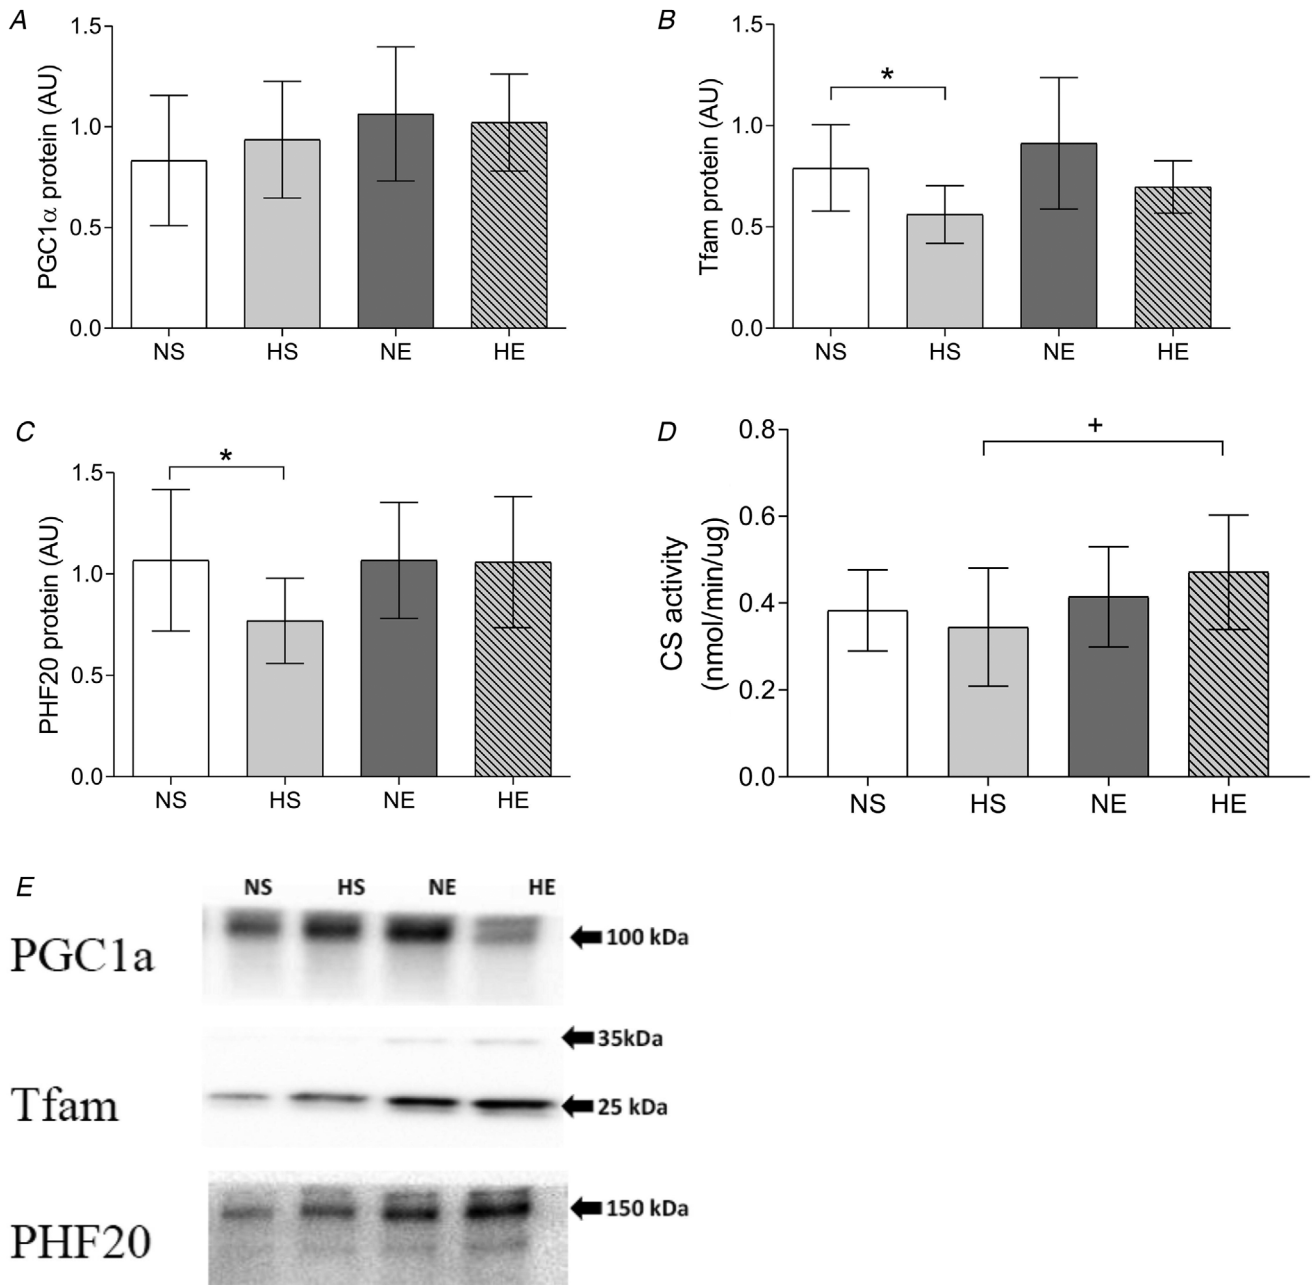 A
PGC1α protein (AU)
1.5
1.0
0.5
0.0
NS HS NE HE
B
Tfam protein (AU)
1.5
1.0
0.5
0.0
*
NS HS NE HE
C
PHF20 protein (AU)
1.5
1.0
0.5
0.0
*
NS HS NE HE
D
CS activity
(nmol/min/ug)
0.8
0.6
0.4
0.2
0.0
+
NS HS NE HE
E
NS HS NE HE
PGC1a
100 kDa
35kDa
Tfam
25 kDa
150 kDa
PHF20